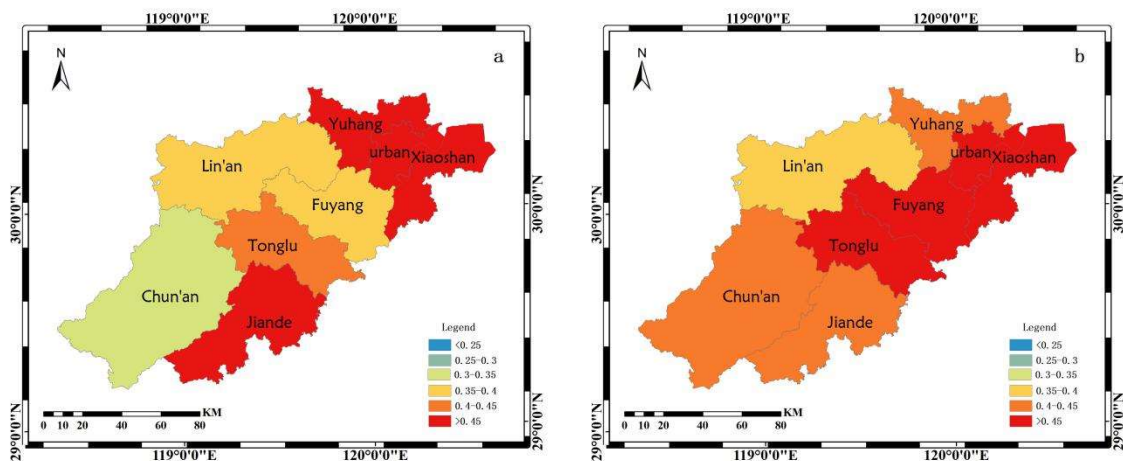 119°0'0"E 120°0'0"E
N
a
Yuhang
urban
Xiaoshan
Lin'an
Fuyang
Tonglu
Chun'an
Jiande
30°0'0"N
30°0'0"N
29°0'0"N
29°0'0"N
Legend
<0.25
0.25-0.3
0.3-0.35
0.35-0.4
0.4-0.45
>0.45
KM
0 10 20 40 60 80
119°0'0"E 120°0'0"E
119°0'0"E 120°0'0"E
N
b
Yuhang
urban
Xiaoshan
Lin'an
Fuyang
Tonglu
Chun'an
Jiande
30°0'0"N
30°0'0"N
29°0'0"N
29°0'0"N
Legend
<0.25
0.25-0.3
0.3-0.35
0.35-0.4
0.4-0.45
>0.45
KM
0 10 20 40 60 80
119°0'0"E 120°0'0"E